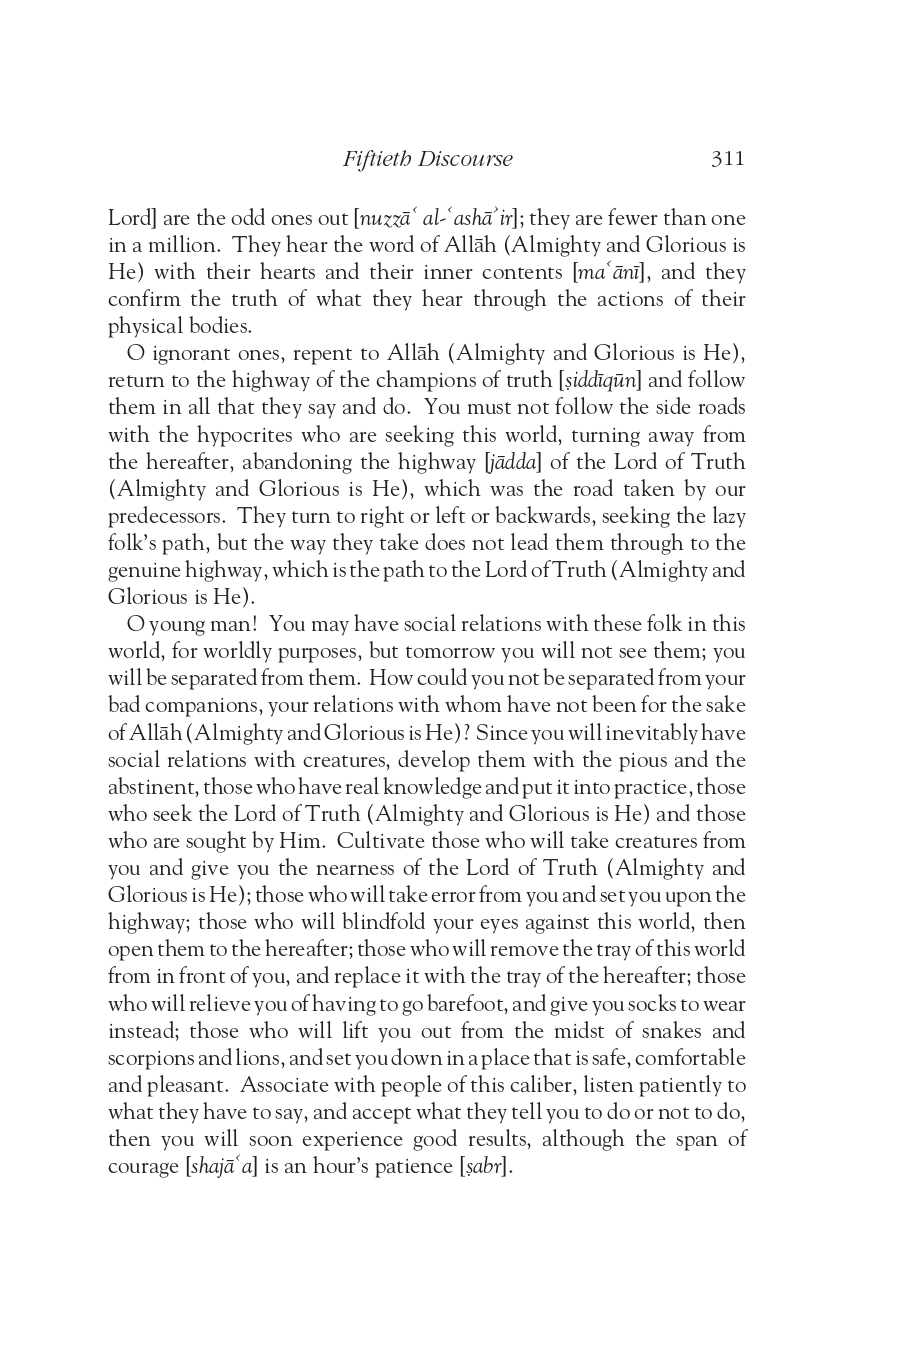 Fiftieth Discourse 311
Lord] are the odd ones out [nuzzāʿ al-ʿashāʾir]; they are fewer than one
in a million. They hear the word of Allāh (Almighty and Glorious is
He) with their hearts and their inner contents [maʿānī], and they
confirm the truth of what they hear through the actions of their
physical bodies.
O ignorant ones, repent to Allāh (Almighty and Glorious is He),
return to the highway of the champions of truth [ṣiddīqūn] and follow
them in all that they say and do. You must not follow the side roads
with the hypocrites who are seeking this world, turning away from
the hereafter, abandoning the highway [jādda] of the Lord of Truth
(Almighty and Glorious is He), which was the road taken by our
predecessors. They turn to right or left or backwards, seeking the lazy
folk’s path, but the way they take does not lead them through to the
genuine highway, which is the path to the Lord of Truth (Almighty and
Glorious is He).
O young man! You may have social relations with these folk in this
world, for worldly purposes, but tomorrow you will not see them; you
will be separated from them. How could you not be separated from your
bad companions, your relations with whom have not been for the sake
of Allāh (Almighty and Glorious is He)? Since you will inevitably have
social relations with creatures, develop them with the pious and the
abstinent, those who have real knowledge and put it into practice, those
who seek the Lord of Truth (Almighty and Glorious is He) and those
who are sought by Him. Cultivate those who will take creatures from
you and give you the nearness of the Lord of Truth (Almighty and
Glorious is He); those who will take error from you and set you upon the
highway; those who will blindfold your eyes against this world, then
open them to the hereafter; those who will remove the tray of this world
from in front of you, and replace it with the tray of the hereafter; those
who will relieve you of having to go barefoot, and give you socks to wear
instead; those who will lift you out from the midst of snakes and
scorpions and lions, and set you down in a place that is safe, comfortable
and pleasant. Associate with people of this caliber, listen patiently to
what they have to say, and accept what they tell you to do or not to do,
then you will soon experience good results, although the span of
courage [shajāʿa] is an hour’s patience [ṣabr].